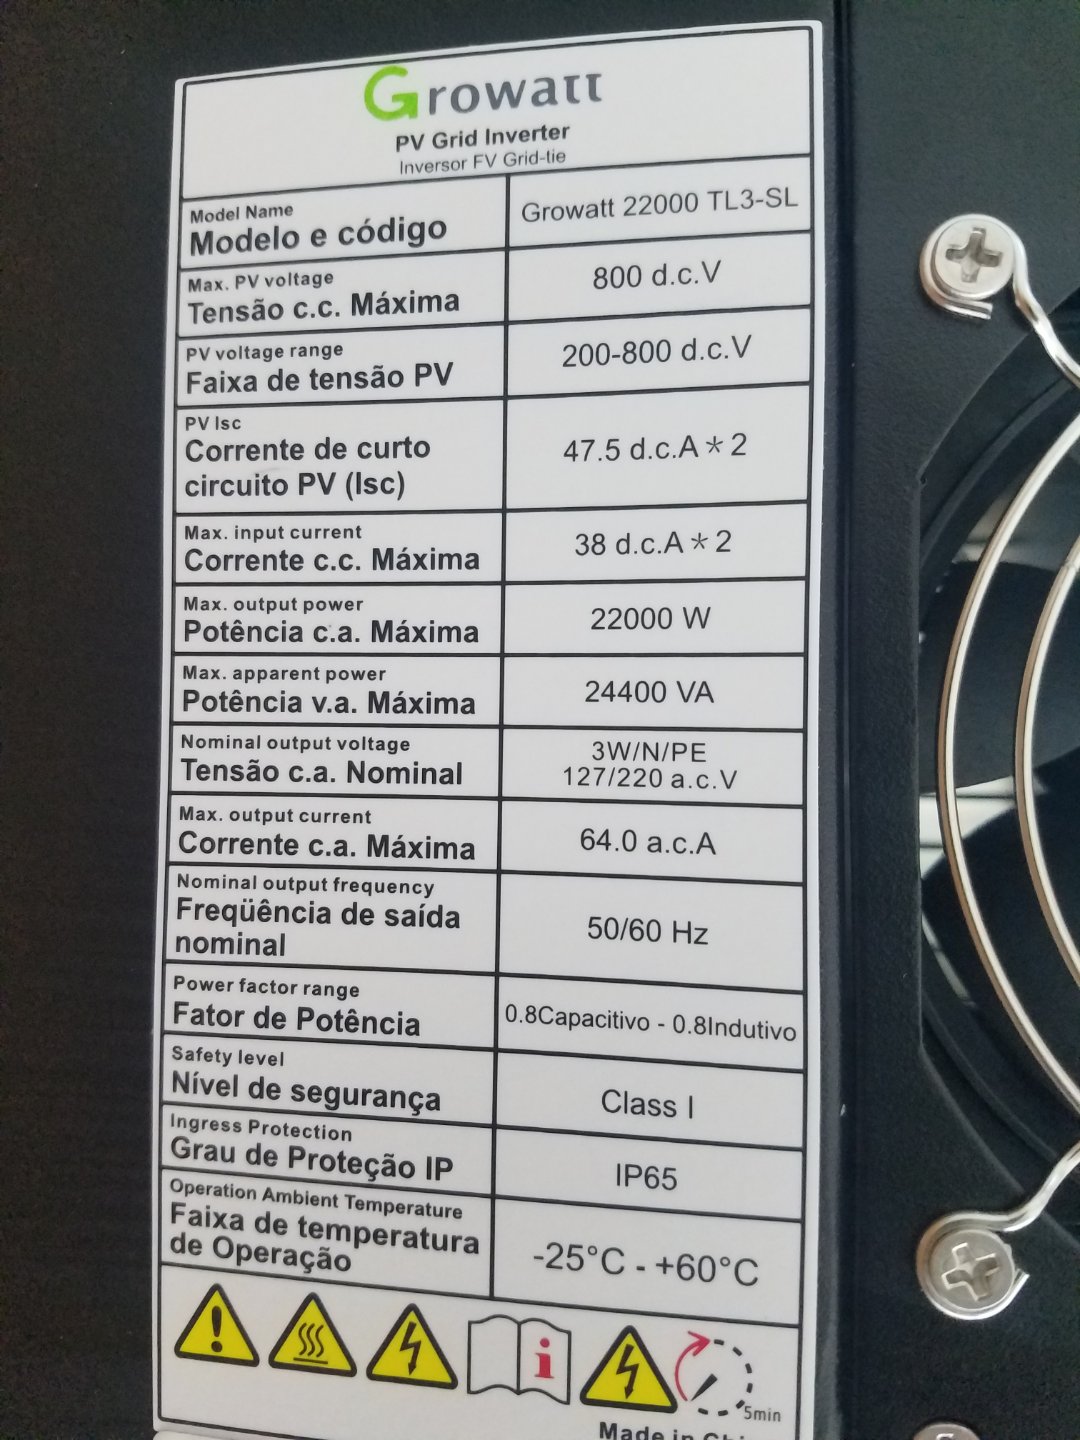 Growatt
PV Grid Inverter
Inversor FV Grid-tie
Model Name
Modelo e código
Growatt 22000 TL3-SL
Max. PV voltage
Tensão c.c. Máxima
800 d.c.V
PV voltage range
Faixa de tensão PV
200-800 d.c.V
PV Isc
Corrente de curto
circuito PV (Isc)
47.5 d.c.A*2
Max. input current
Corrente c.c. Máxima
38 d.c.A*2
Max. output power
Potência c.a. Máxima
22000 W
Max. apparent power
Potência v.a. Máxima
24400 VA
Nominal output voltage
Tensão c.a. Nominal
3W/N/PE
127/220 a.c.V
Max. output current
Corrente c.a. Máxima
64.0 a.c.A
Nominal output frequency
Freqüência de saída
nominal
50/60 Hz
Power factor range
Fator de Potência
0.8Capacitivo - 0.8Indutivo
Safety level
Nível de segurança
Class I
Ingress Protection
Grau de Proteção IP
IP65
Operation Ambient Temperature
Faixa de temperatura
de Operação
-25°C - +60°C
5min
Made in